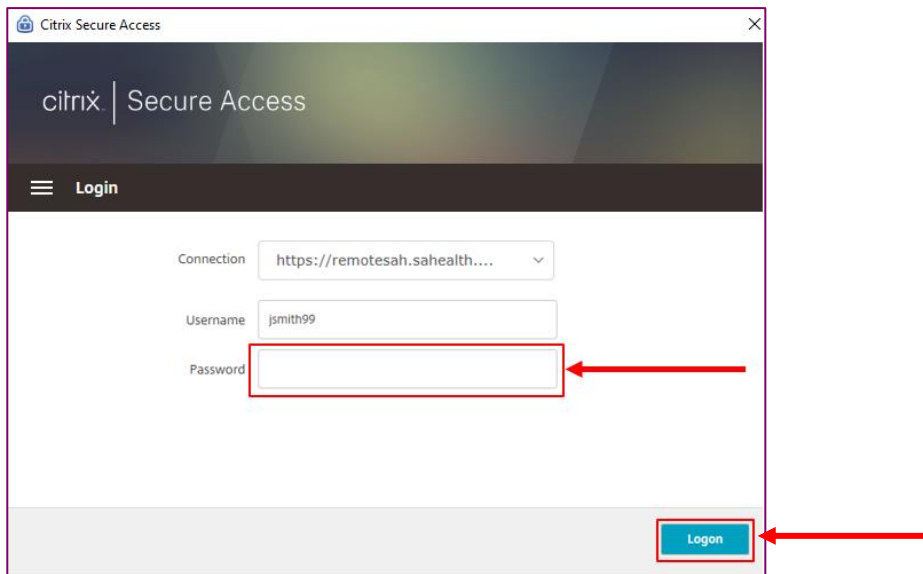 Citrix Secure Access
citrix | Secure Access
Login
Connection https://remotesah.sahealth....
Username jsmith99
Password
Logon